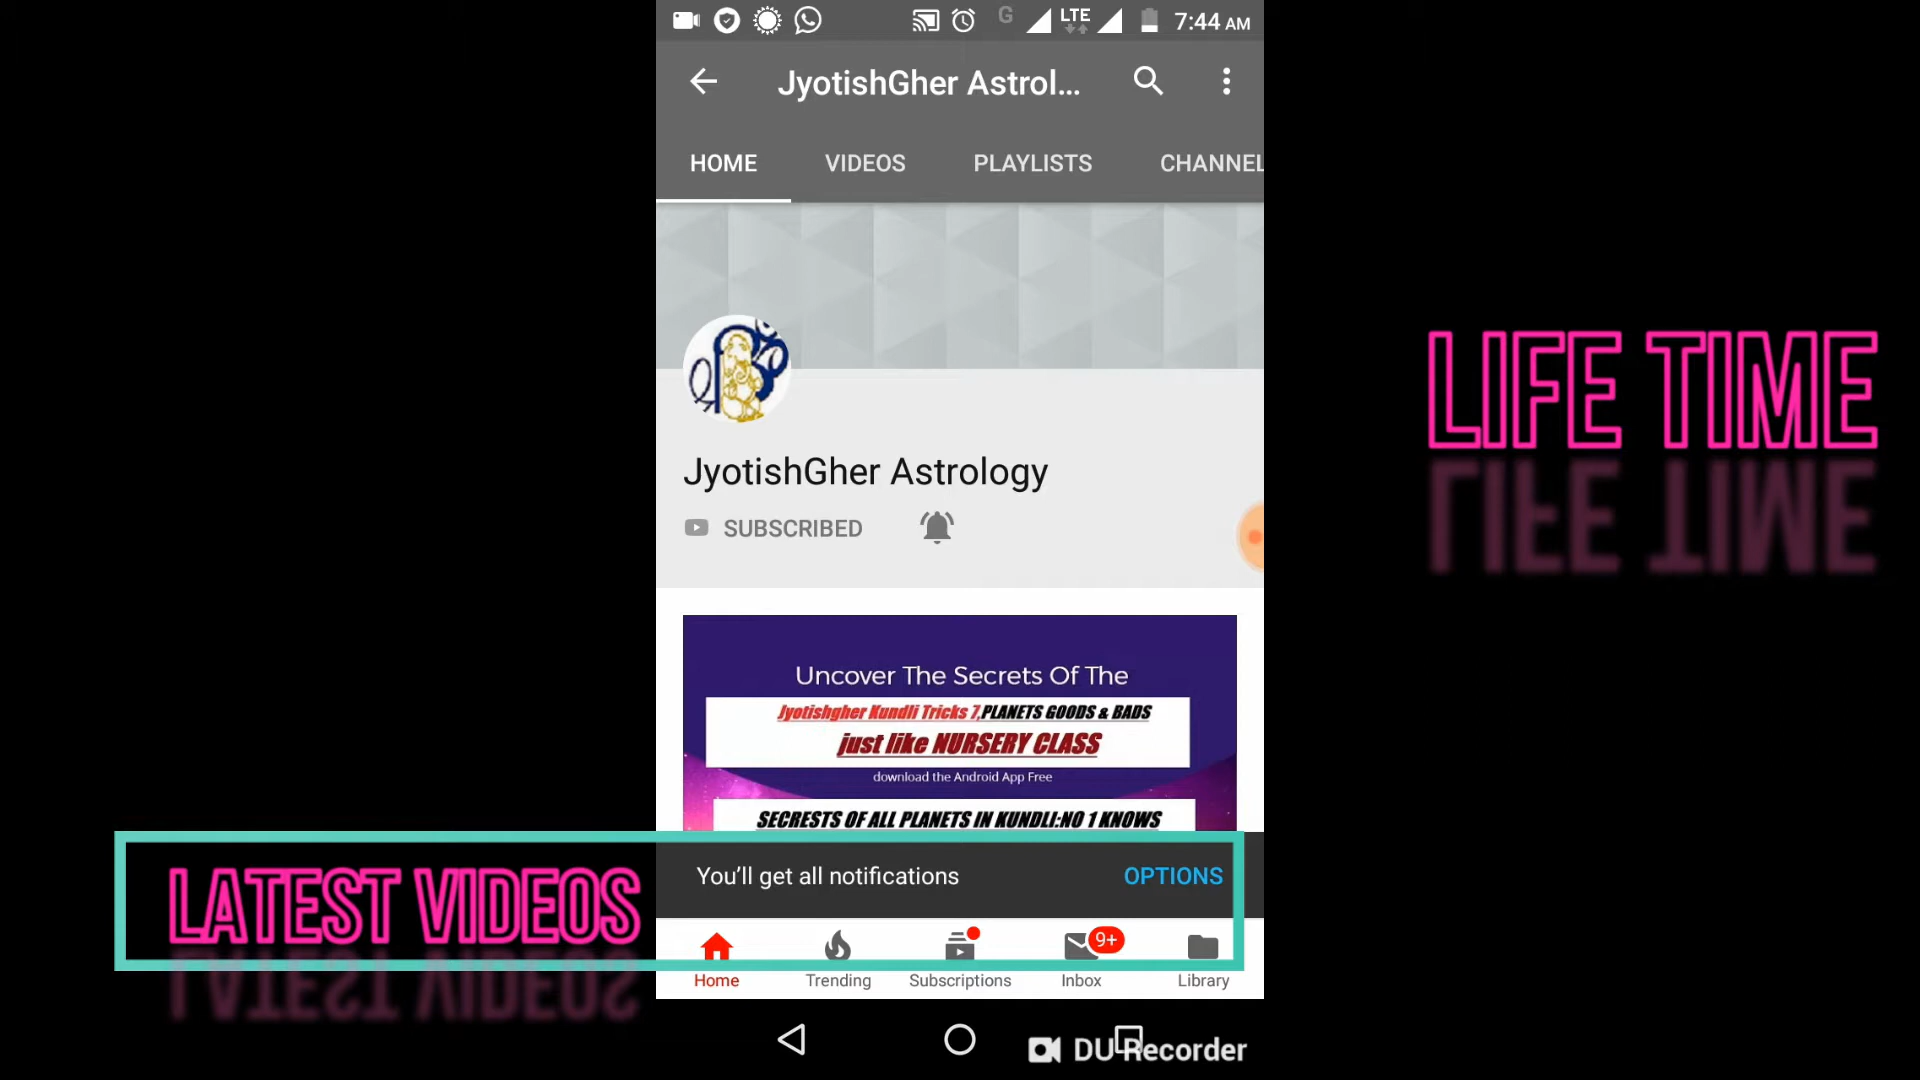 G LTE 7:44 AM
JyotishGher Astrol...
HOME VIDEOS PLAYLISTS CHANNEL
JyotishGher Astrology
SUBSCRIBED
LIFE TIME
Uncover The Secrets Of The
Jyotishgher Kundli Tricks 7,PLANETS GOODS & BADS
just like NURSERY CLASS
download the Android App Free
SECRESTS OF ALL PLANETS IN KUNDLI:NO 1 KNOWS
LATEST VIDEOS
You'll get all notifications OPTIONS
9+
Home Trending Subscriptions Inbox Library
DU Recorder